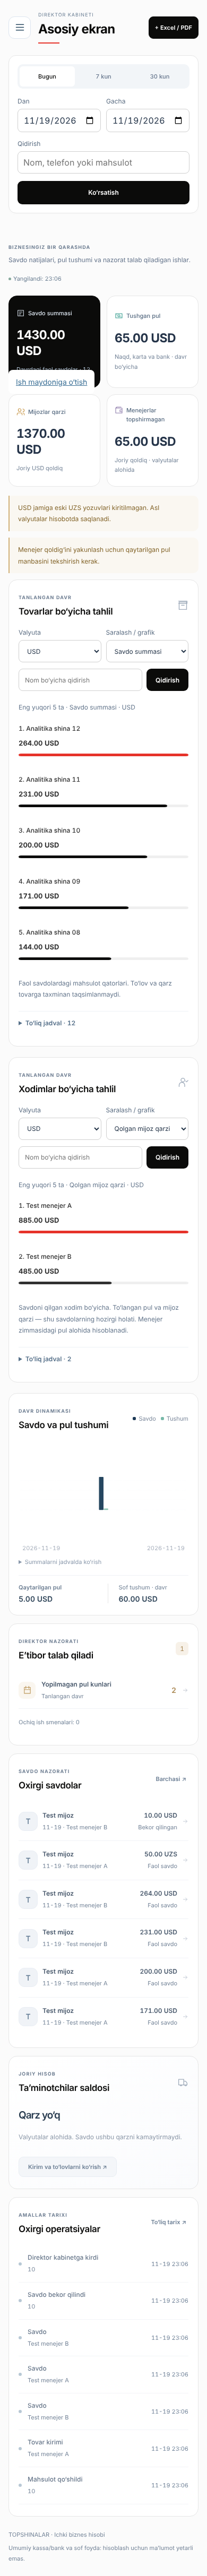 DIREKTOR KABINETI
Asosiy ekran
+ Excel / PDF
Bugun
7 kun
30 kun
Dan
Gacha
11/19/2026
11/19/2026
Qidirish
Nom, telefon yoki mahsulot
Ko‘rsatish
BIZNESINGIZ BIR QARASHDA
Savdo natijalari, pul tushumi va nazorat talab qiladigan ishlar.
Yangilandi: 23:06
Savdo summasi
1430.00
USD
Ish maydoniga o‘tish
Tushgan pul
65.00 USD
Naqd, karta va bank · davr
bo‘yicha
Mijozlar qarzi
1370.00
USD
Joriy USD qoldiq
Menejerlar
topshirmagan
65.00 USD
Joriy qoldiq · valyutalar
alohida
USD jamiga eski UZS yozuvlari kiritilmagan. Asl
valyutalar hisobotda saqlanadi.
Menejer qoldig‘ini yakunlash uchun qaytarilgan pul
manbasini tekshirish kerak.
TANLANGAN DAVR
Tovarlar bo‘yicha tahlil
Valyuta
Saralash / grafik
USD
Savdo summasi
Nom bo‘yicha qidirish
Qidirish
Eng yuqori 5 ta · Savdo summasi · USD
1. Analitika shina 12
264.00 USD
2. Analitika shina 11
231.00 USD
3. Analitika shina 10
200.00 USD
4. Analitika shina 09
171.00 USD
5. Analitika shina 08
144.00 USD
Faol savdolardagi mahsulot qatorlari. To‘lov va qarz
tovarga taxminan taqsimlanmaydi.
To‘liq jadval · 12
TANLANGAN DAVR
Xodimlar bo‘yicha tahlil
Valyuta
Saralash / grafik
USD
Qolgan mijoz qarzi
Nom bo‘yicha qidirish
Qidirish
Eng yuqori 5 ta · Qolgan mijoz qarzi · USD
1. Test menejer A
885.00 USD
2. Test menejer B
485.00 USD
Savdoni qilgan xodim bo‘yicha. To‘langan pul va mijoz
qarzi — shu savdolarning hozirgi holati. Menejer
zimmasidagi pul alohida hisoblanadi.
To‘liq jadval · 2
DAVR DINAMIKASI
Savdo va pul tushumi
Savdo
Tushum
2026-11-19
2026-11-19
Summalarni jadvalda ko‘rish
Qaytarilgan pul
5.00 USD
Sof tushum · davr
60.00 USD
DIREKTOR NAZORATI
E’tibor talab qiladi
1
Yopilmagan pul kunlari
Tanlangan davr
2
Ochiq ish smenalari: 0
SAVDO NAZORATI
Oxirgi savdolar
Barchasi ↗
T
Test mijoz
11-19 · Test menejer B
10.00 USD
Bekor qilingan
T
Test mijoz
11-19 · Test menejer A
50.00 UZS
Faol savdo
T
Test mijoz
11-19 · Test menejer B
264.00 USD
Faol savdo
T
Test mijoz
11-19 · Test menejer B
231.00 USD
Faol savdo
T
Test mijoz
11-19 · Test menejer A
200.00 USD
Faol savdo
T
Test mijoz
11-19 · Test menejer A
171.00 USD
Faol savdo
JORIY HISOB
Ta’minotchilar saldosi
Qarz yo‘q
Valyutalar alohida. Savdo ushbu qarzni kamaytirmaydi.
Kirim va to‘lovlarni ko‘rish ↗
AMALLAR TARIXI
Oxirgi operatsiyalar
To‘liq tarix ↗
Direktor kabinetga kirdi
10
11-19 23:06
Savdo bekor qilindi
10
11-19 23:06
Savdo
Test menejer B
11-19 23:06
Savdo
Test menejer A
11-19 23:06
Savdo
Test menejer B
11-19 23:06
Tovar kirimi
Test menejer A
11-19 23:06
Mahsulot qo‘shildi
10
11-19 23:06
TOPSHINALAR · Ichki biznes hisobi
Umumiy kassa/bank va sof foyda: hisoblash uchun ma’lumot yetarli
emas.